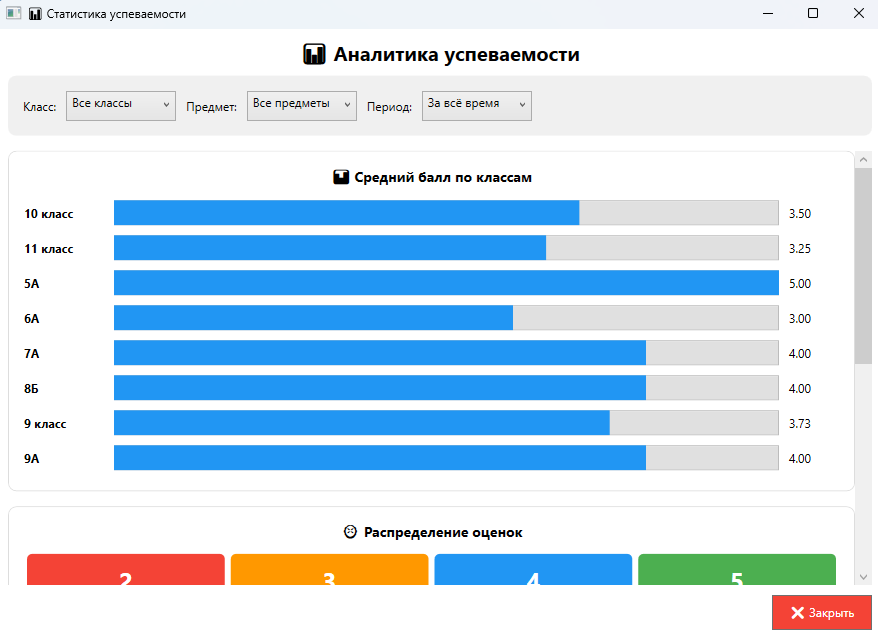 Статистика успеваемости
Аналитика успеваемости
Класс: Все классы Предмет: Все предметы Период: За всё время
Средний балл по классам
10 класс 3.50
11 класс 3.25
5А 5.00
6А 3.00
7А 4.00
8Б 4.00
9 класс 3.73
9А 4.00
Распределение оценок
2 3 4 5
Закрыть